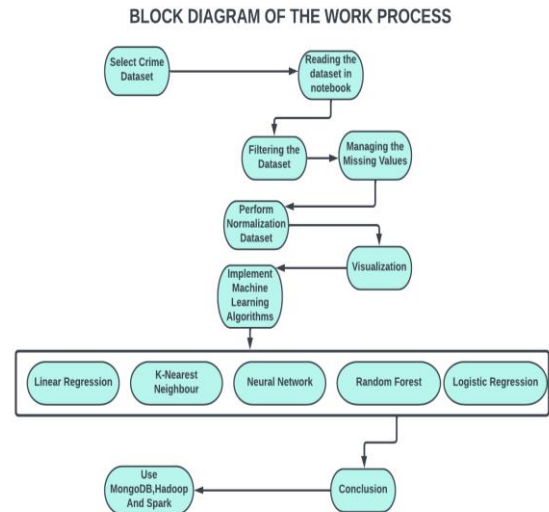 BLOCK DIAGRAM OF THE WORK PROCESS
Select Crime
Dataset
Reading the
dataset in
notebook
Filtering the
Dataset
Managing the
Missing Values
Perform
Normalization
Dataset
Visualization
Implement
Machine
Learning
Algorithms
Linear Regression
K-Nearest
Neighbour
Neural Network
Random Forest
Logistic Regression
Conclusion
Use
MongoDB,Hadoop
And Spark